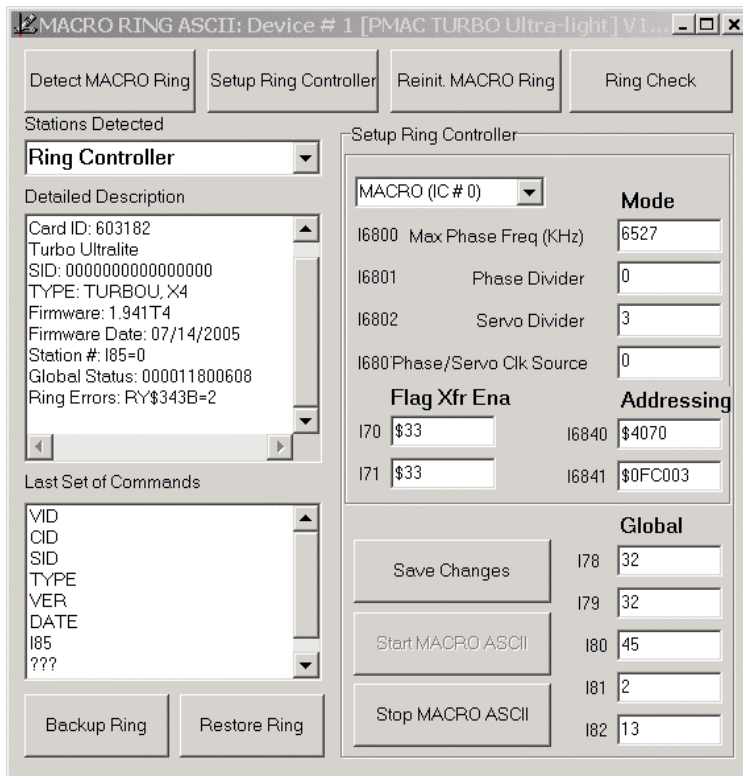 MACRO RING ASCII: Device # 1 [PMAC TURBO Ultra-light] V1...
Detect MACRO Ring
Setup Ring Controller
Reinit. MACRO Ring
Ring Check
Stations Detected
Ring Controller
Detailed Description
Card ID: 603182
Turbo Ultralite
SID: 0000000000000000
TYPE: TURBOU, X4
Firmware: 1.941T4
Firmware Date: 07/14/2005
Station #: I85=0
Global Status: 000011800608
Ring Errors: RY$343B=2
Last Set of Commands
VID
CID
SID
TYPE
VER
DATE
I85
???
Backup Ring
Restore Ring
Setup Ring Controller
MACRO (IC # 0)
Mode
I6800 Max Phase Freq (KHz) 6527
I6801 Phase Divider 0
I6802 Servo Divider 3
I680 Phase/Servo Clk Source 0
Flag Xfr Ena
Addressing
I70 $33 I6840 $4070
I71 $33 I6841 $0FC003
Global
Save Changes
Start MACRO ASCII
Stop MACRO ASCII
I78 32
I79 32
I80 45
I81 2
I82 13